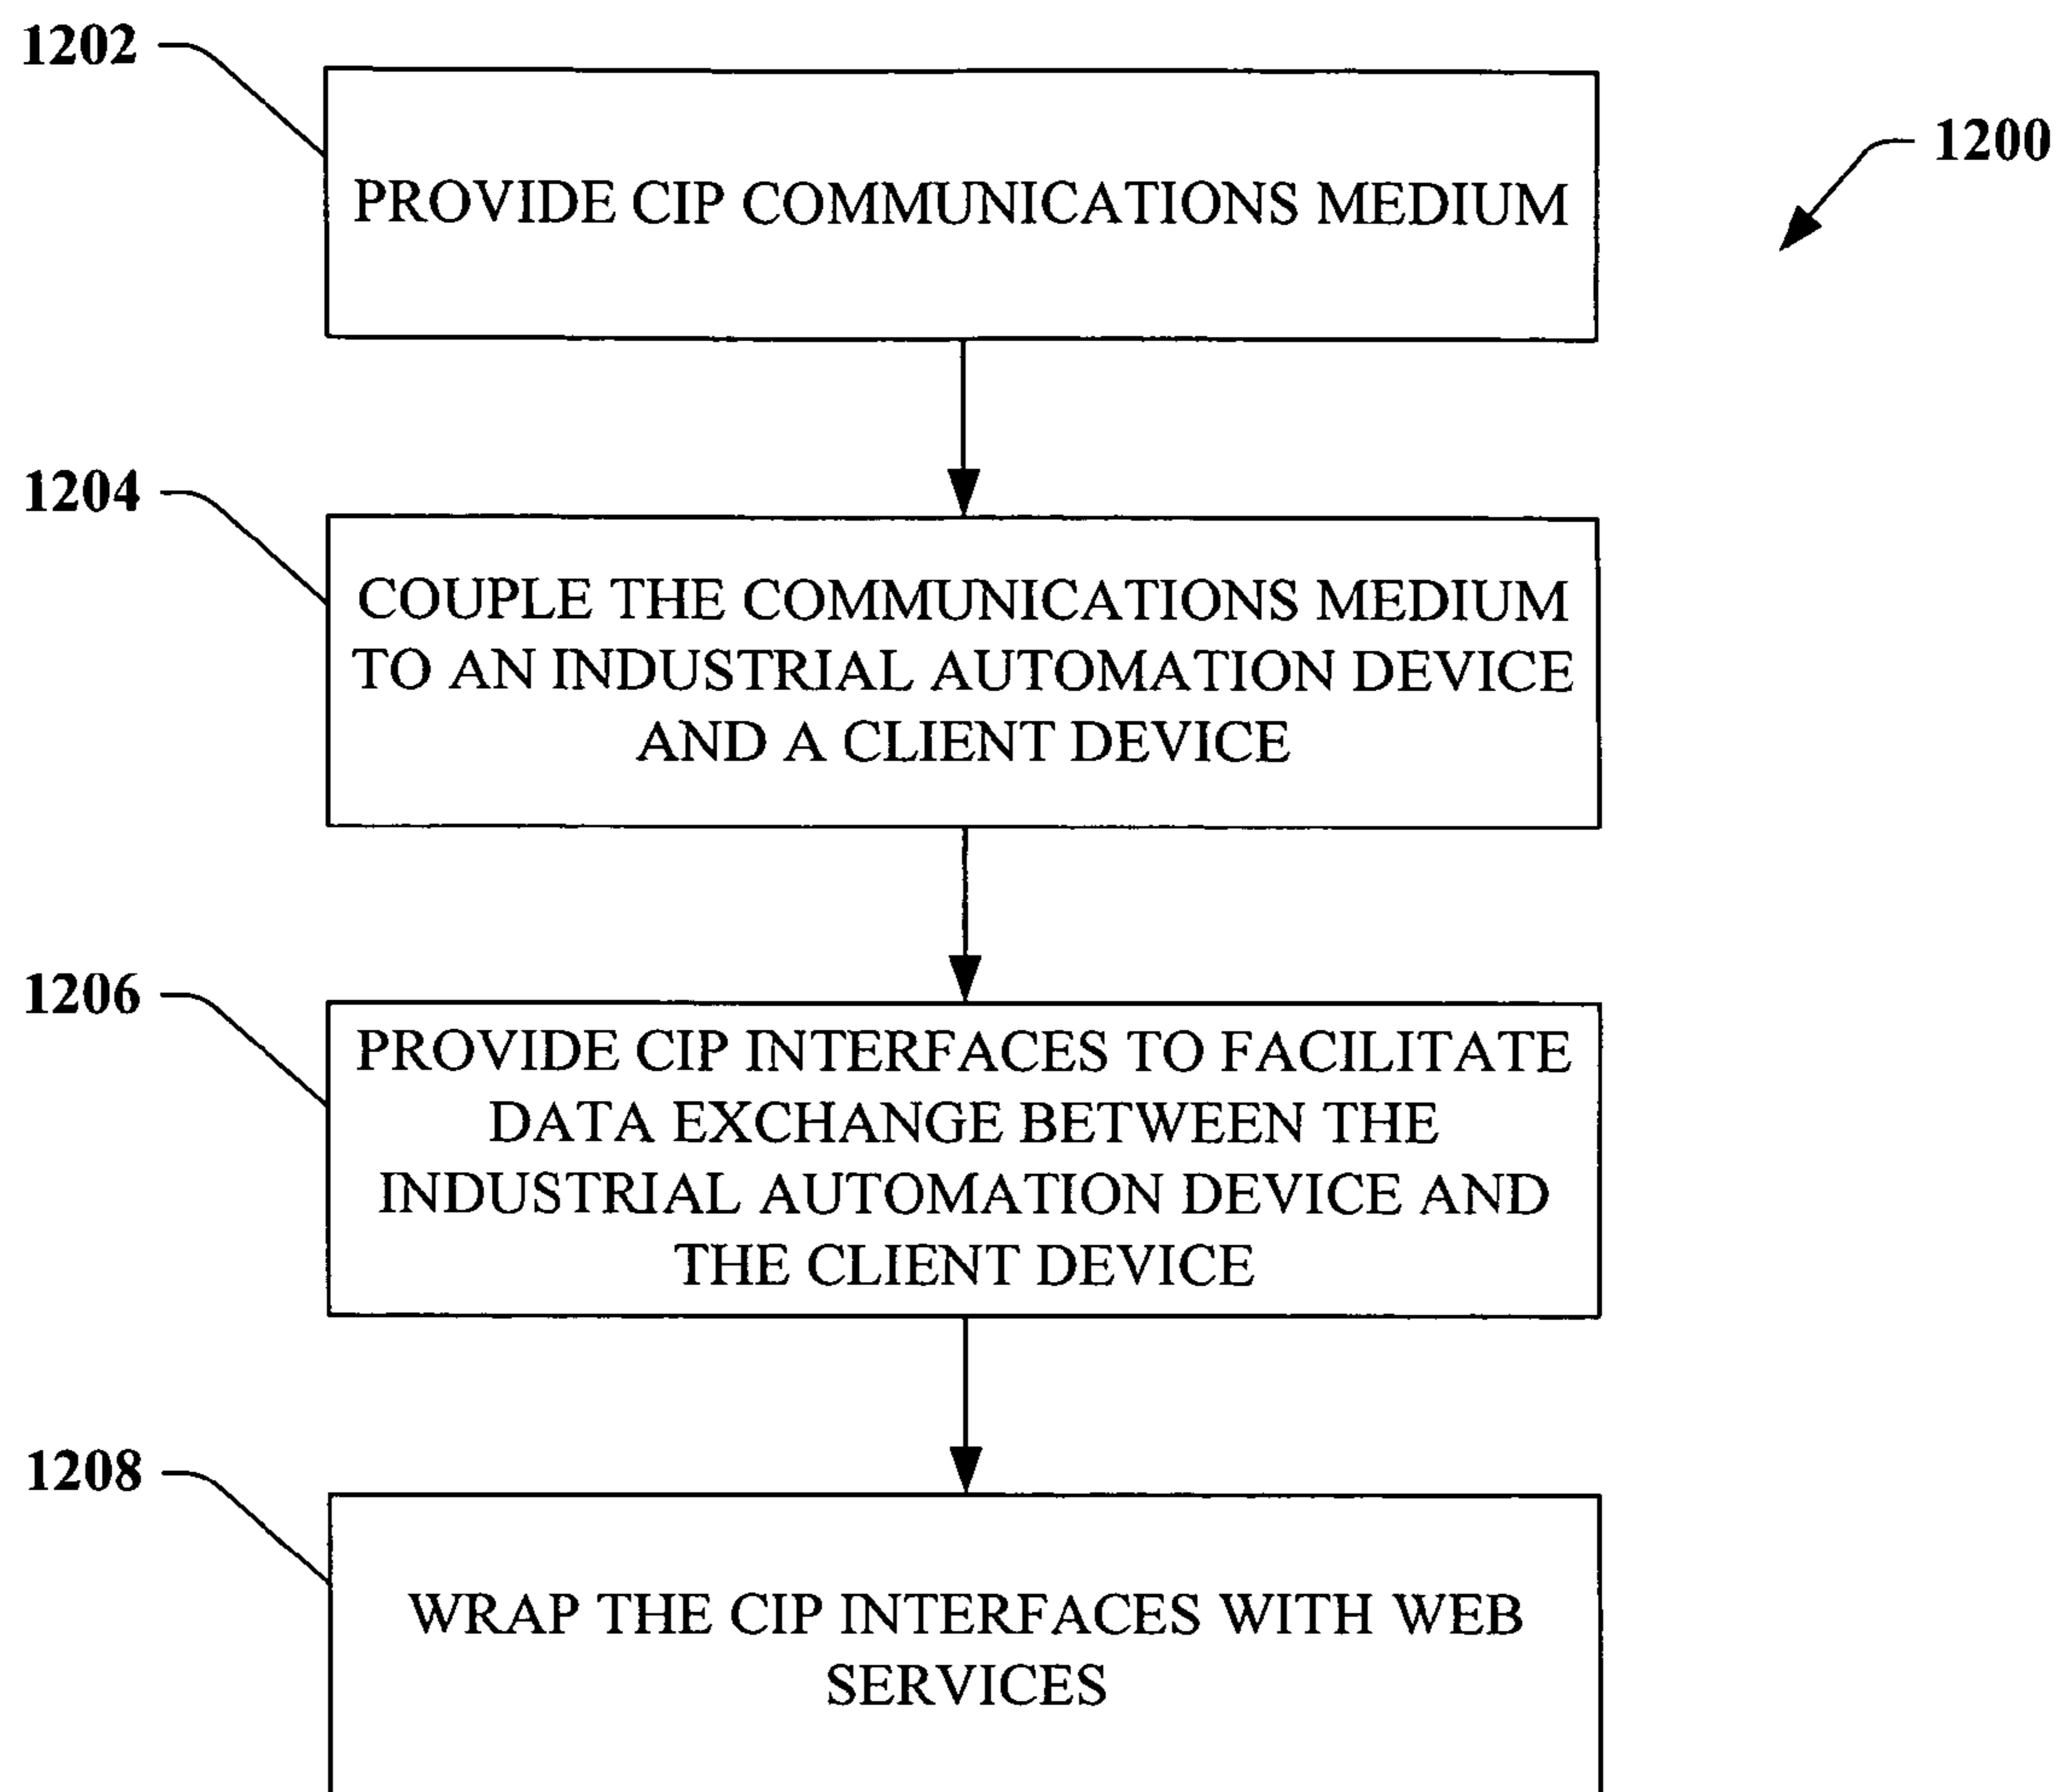 1202
1200
PROVIDE CIP COMMUNICATIONS MEDIUM
1204
COUPLE THE COMMUNICATIONS MEDIUM
TO AN INDUSTRIAL AUTOMATION DEVICE
AND A CLIENT DEVICE
1206
PROVIDE CIP INTERFACES TO FACILITATE
DATA EXCHANGE BETWEEN THE
INDUSTRIAL AUTOMATION DEVICE AND
THE CLIENT DEVICE
1208
WRAP THE CIP INTERFACES WITH WEB
SERVICES